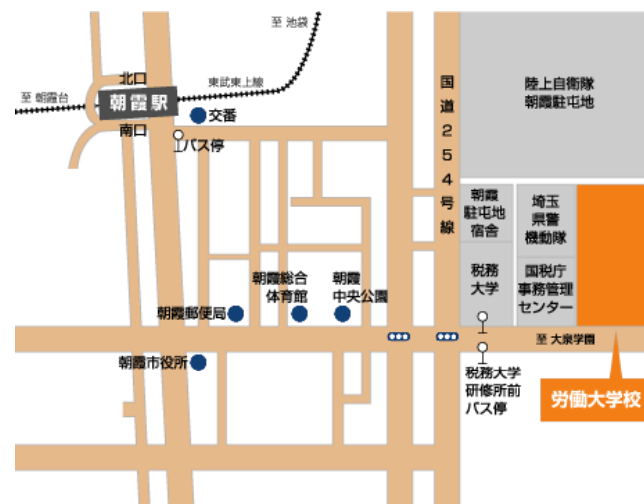 至 池袋
至 朝霞台
北口
朝霞駅
南口
東武東上線
交番
バス停
国道254号線
陸上自衛隊
朝霞駐屯地
朝霞
駐屯地
宿舎
埼玉
県警
機動隊
税務
大学
国税庁
事務管理
センター
朝霞総合
体育館
朝霞
中央公園
朝霞郵便局
朝霞市役所
至 大泉学園
税務大学
研修所前
バス停
労働大学校